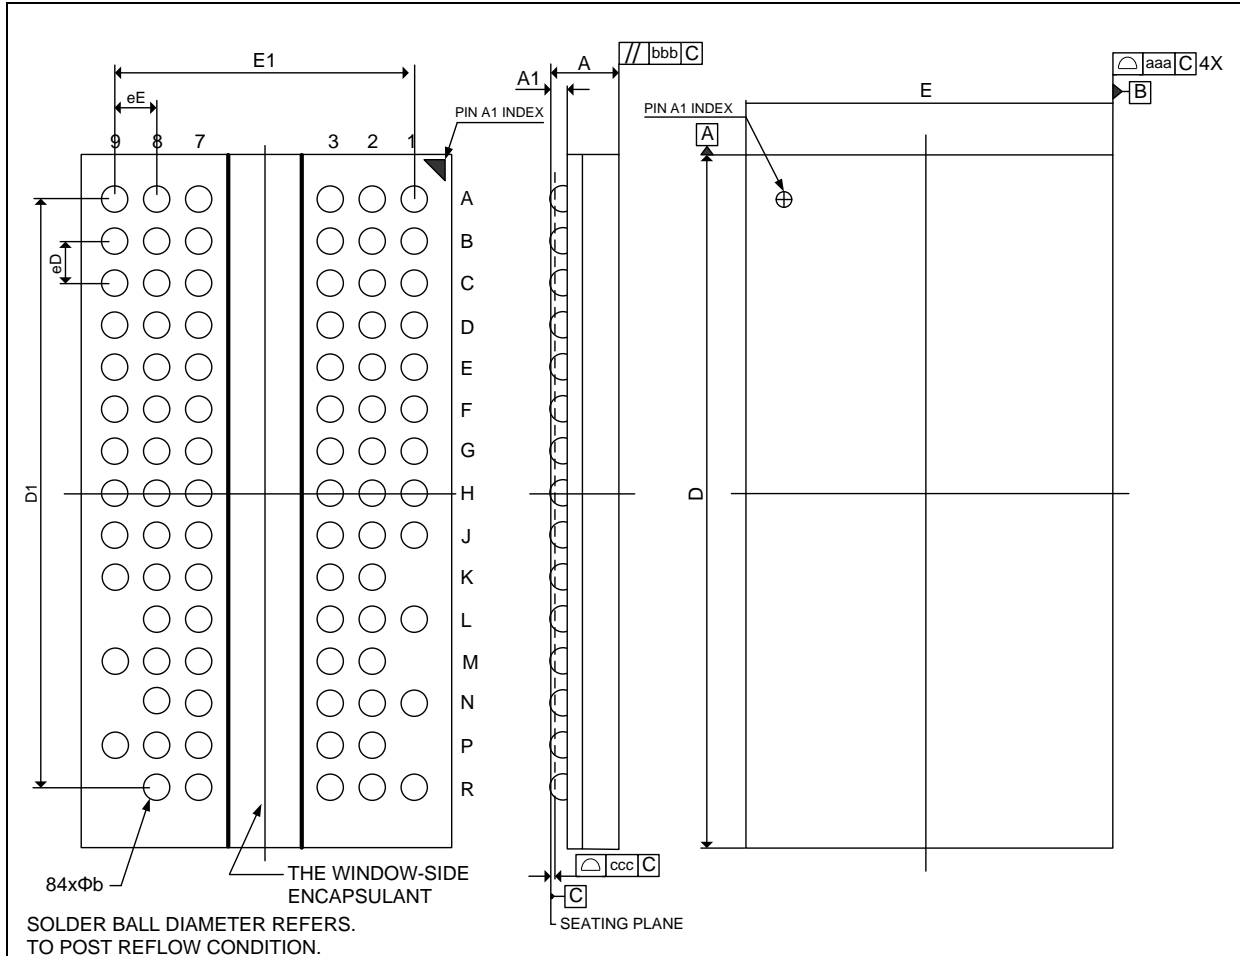 E1
eE
9 8 7 3 2 1
PIN A1 INDEX
A
B
C
D
E
F
G
H
J
K
L
M
N
P
R
eD
D1
84xΦb
THE WINDOW-SIDE
ENCAPSULANT
SOLDER BALL DIAMETER REFERS.
TO POST REFLOW CONDITION.
// bbb C
A
A1
ccc C
C
SEATING PLANE
aaa C 4X
B
E
PIN A1 INDEX
A
D